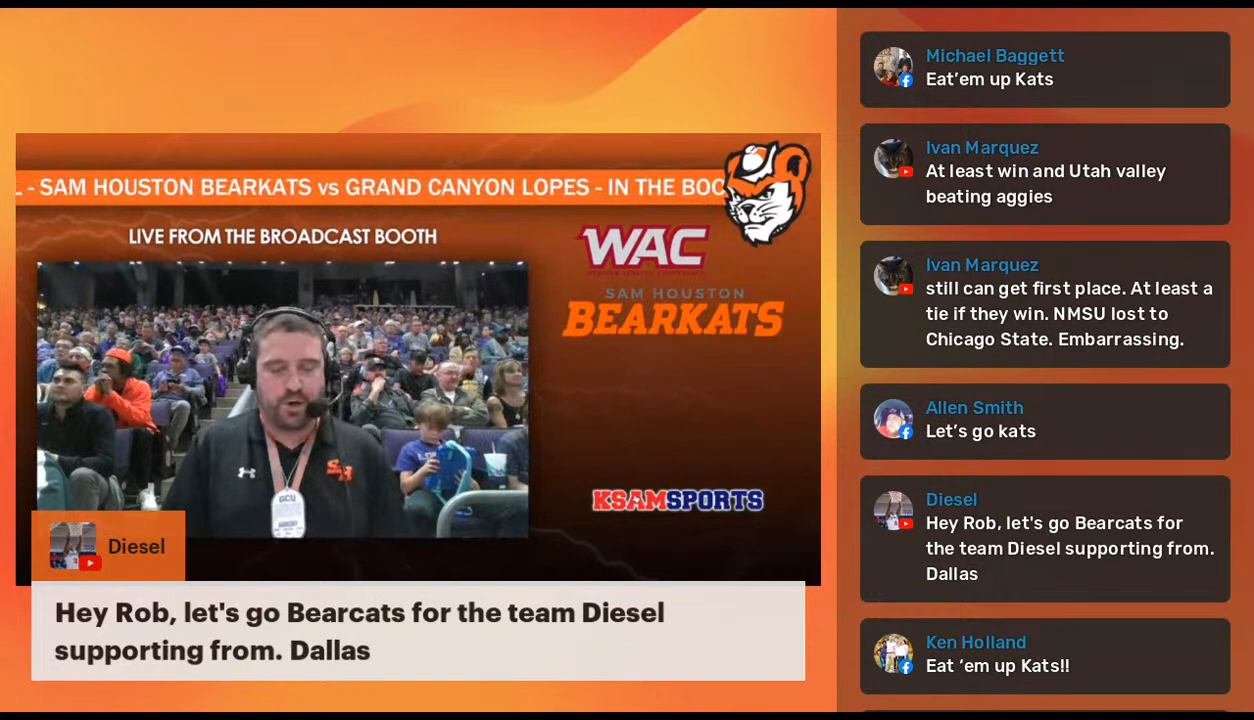 L - SAM HOUSTON BEARKATS vs GRAND CANYON LOPES - IN THE BOO
LIVE FROM THE BROADCAST BOOTH
WAC
SAM HOUSTON
BEARKATS
GCU
KSAMSPORTS
Diesel
Hey Rob, let's go Bearcats for the team Diesel
supporting from. Dallas
Michael Baggett
Eat’em up Kats
Ivan Marquez
At least win and Utah valley
beating aggies
Ivan Marquez
still can get first place. At least a
tie if they win. NMSU lost to
Chicago State. Embarrassing.
Allen Smith
Let’s go kats
Diesel
Hey Rob, let's go Bearcats for
the team Diesel supporting from.
Dallas
Ken Holland
Eat ‘em up Kats!!